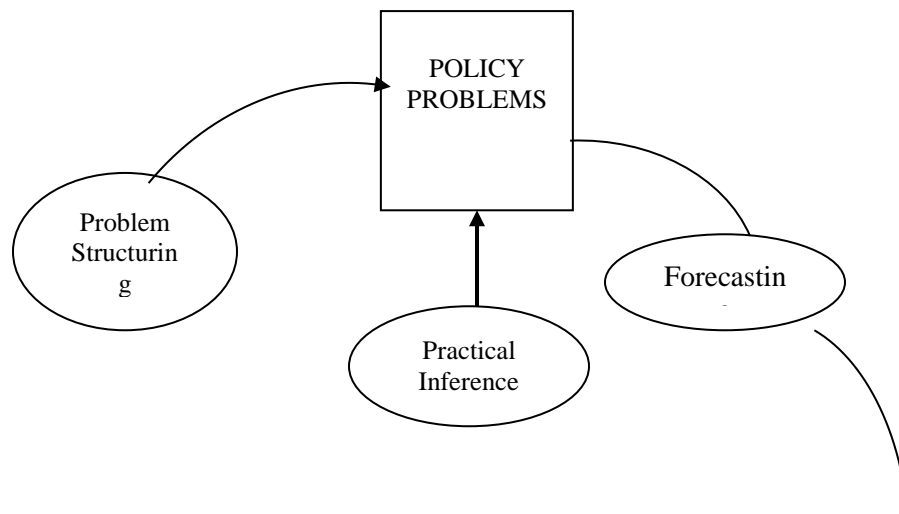 POLICY
PROBLEMS
Problem
Structurin
g
Forecastin
Practical
Inference